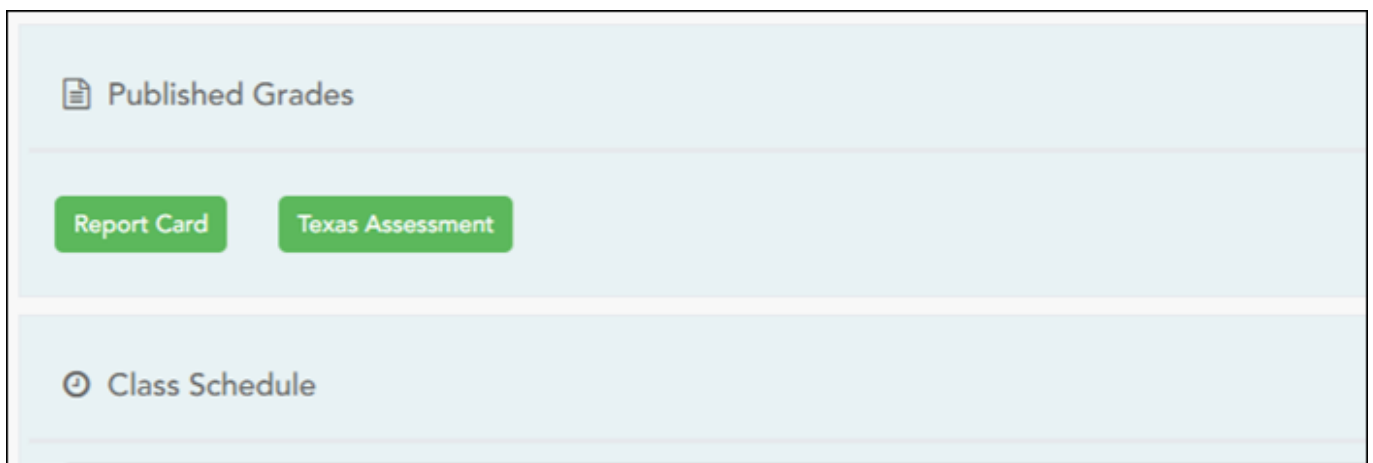 Published Grades
Report Card
Texas Assessment
Class Schedule